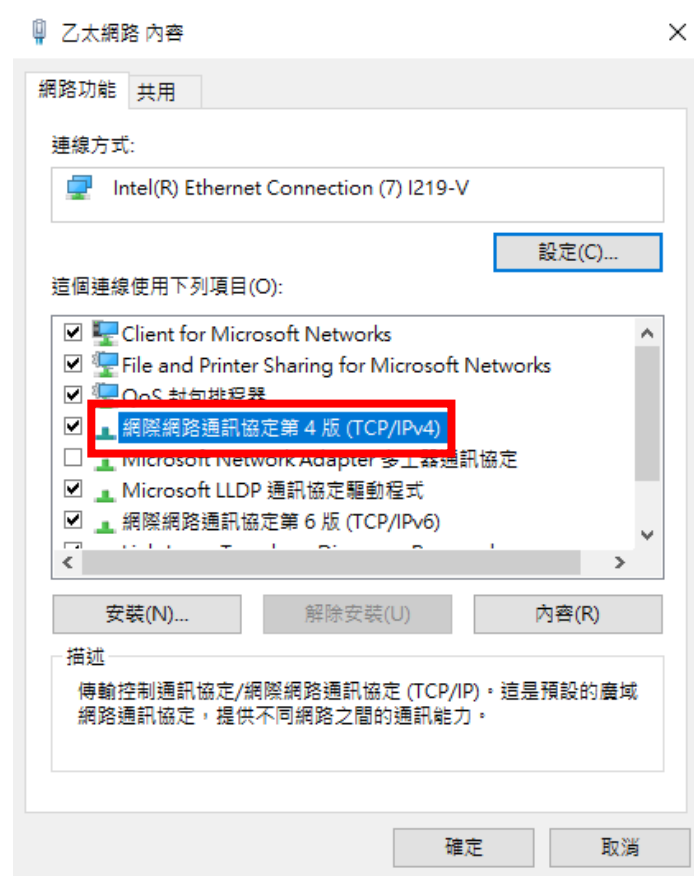 乙太網路 內容
網路功能 共用
連線方式:
Intel(R) Ethernet Connection (7) I219-V
設定(C)...
這個連線使用下列項目(O):
Client for Microsoft Networks
File and Printer Sharing for Microsoft Networks
QoS 封包排程器
網際網路通訊協定第 4 版 (TCP/IPv4)
Microsoft Network Adapter 多工器通訊協定
Microsoft LLDP 通訊協定驅動程式
網際網路通訊協定第 6 版 (TCP/IPv6)
安裝(N)... 解除安裝(U) 內容(R)
描述
傳輸控制通訊協定/網際網路通訊協定 (TCP/IP)。這是預設的廣域
網路通訊協定，提供不同網路之間的通訊能力。
確定 取消